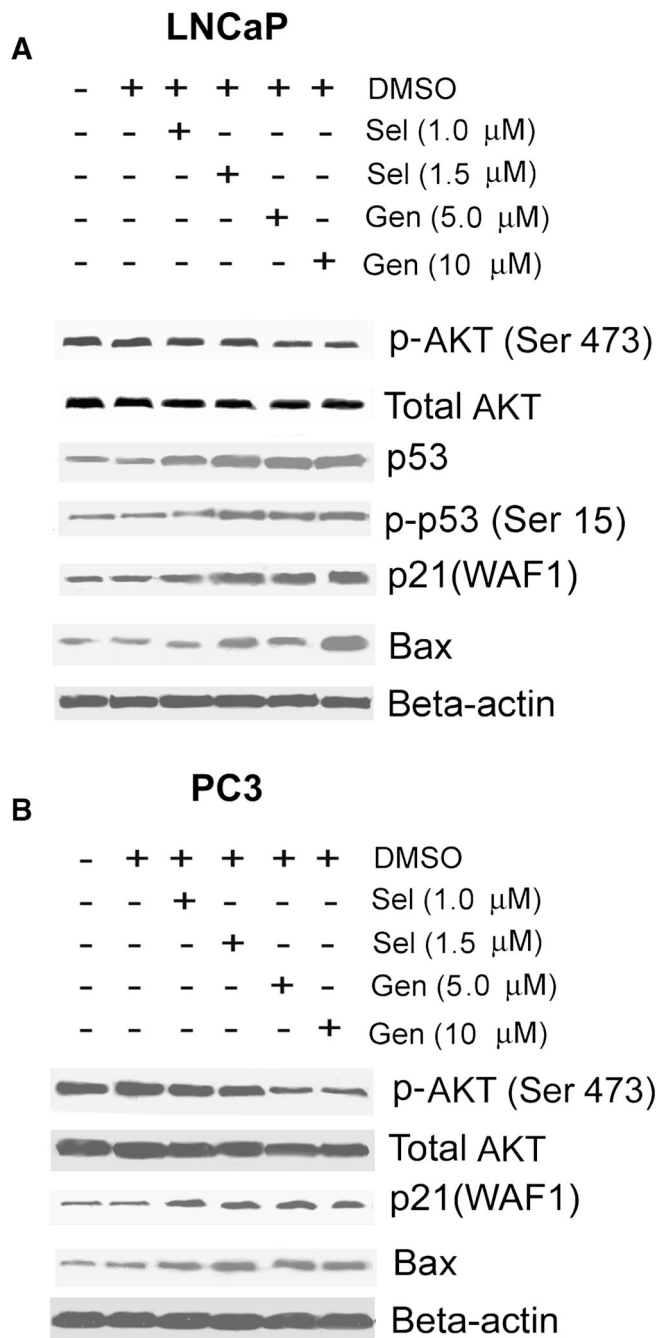 LNCaP
A
- + + + + + DMSO
- - + - - - Sel (1.0 μM)
- - - + - - Sel (1.5 μM)
- - - - + - Gen (5.0 μM)
- - - - - + Gen (10 μM)
p-AKT (Ser 473)
Total AKT
p53
p-p53 (Ser 15)
p21(WAF1)
Bax
Beta-actin
PC3
B
- + + + + + DMSO
- - + - - - Sel (1.0 μM)
- - - + - - Sel (1.5 μM)
- - - - + - Gen (5.0 μM)
- - - - - + Gen (10 μM)
p-AKT (Ser 473)
Total AKT
p21(WAF1)
Bax
Beta-actin